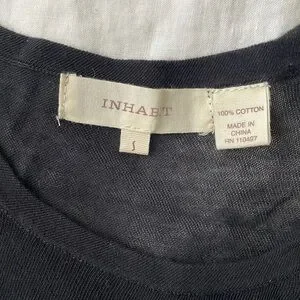 INHABIT
S
100% COTTON
MADE IN
CHINA
RN 110407